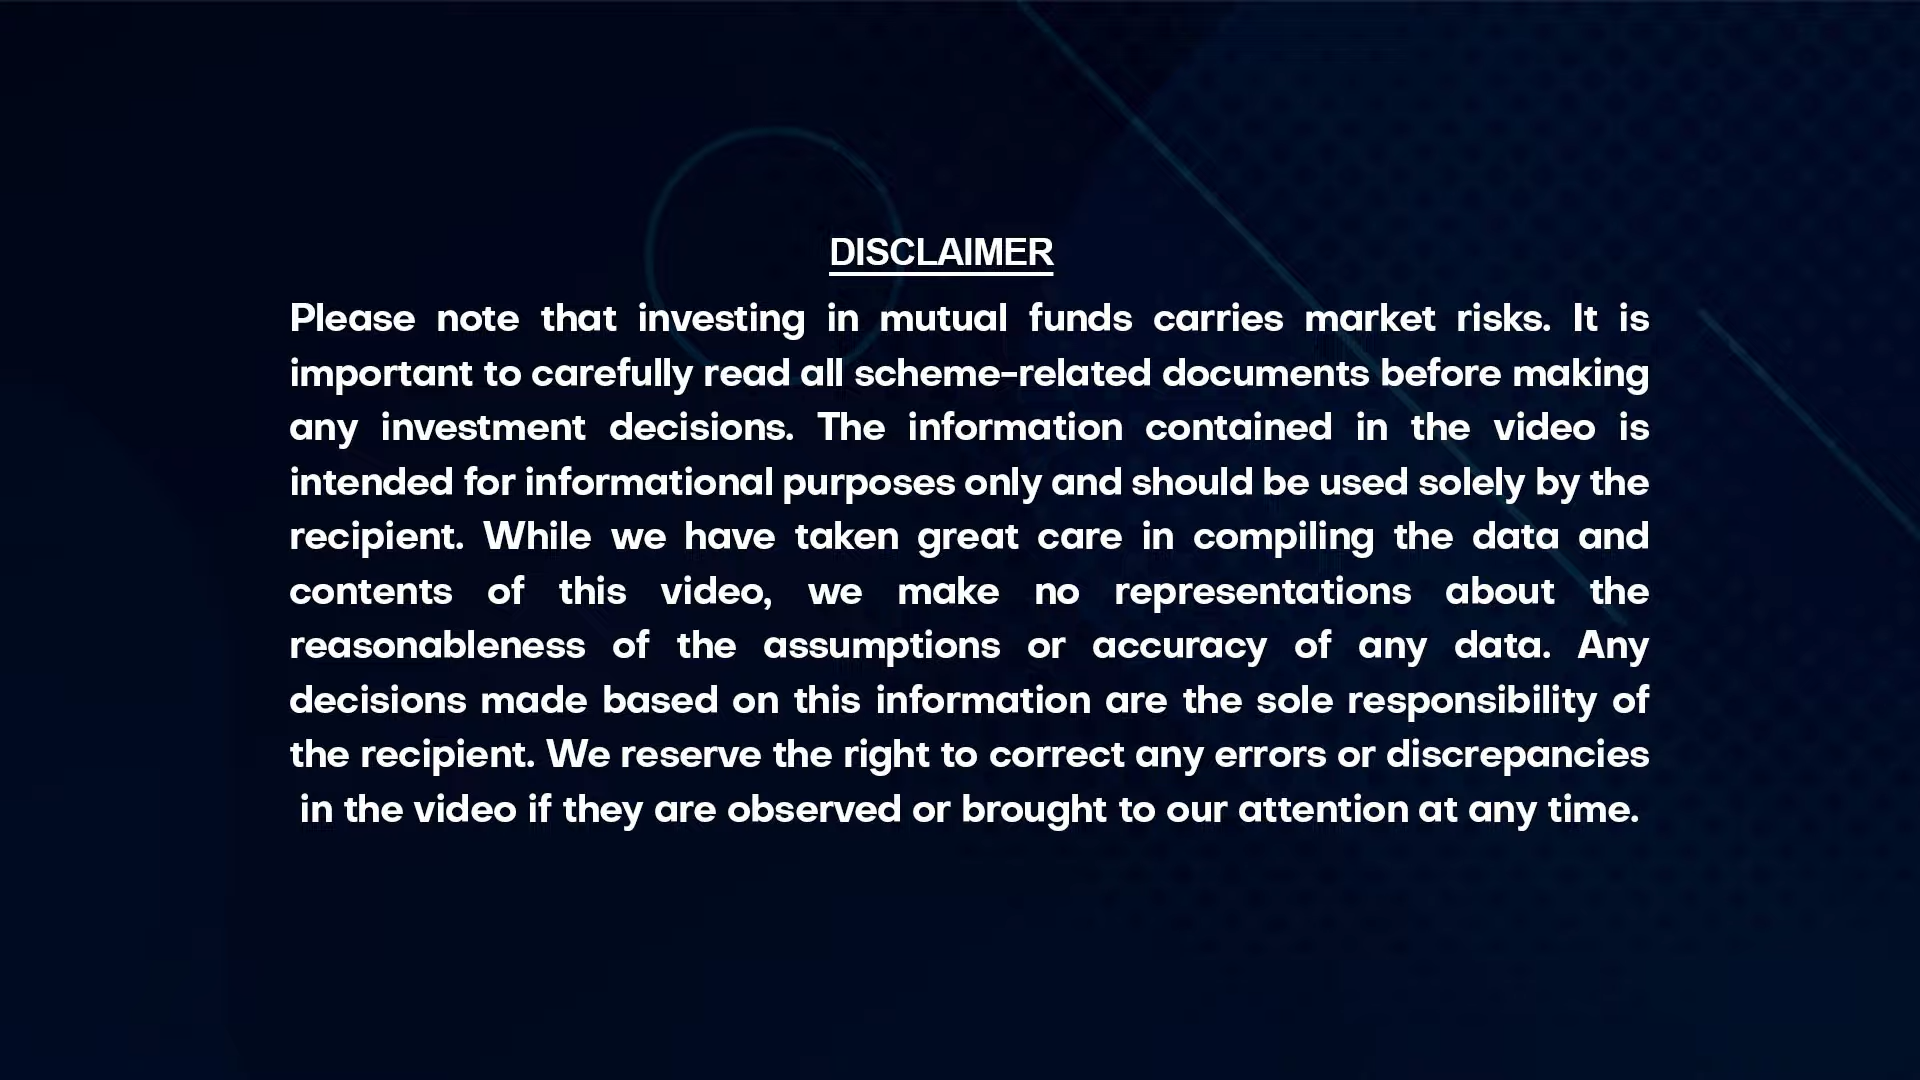 DISCLAIMER
Please note that investing in mutual funds carries market risks. It is
important to carefully read all scheme-related documents before making
any investment decisions. The information contained in the video is
intended for informational purposes only and should be used solely by the
recipient. While we have taken great care in compiling the data and
contents of this video, we make no representations about the
reasonableness of the assumptions or accuracy of any data. Any
decisions made based on this information are the sole responsibility of
the recipient. We reserve the right to correct any errors or discrepancies
in the video if they are observed or brought to our attention at any time.